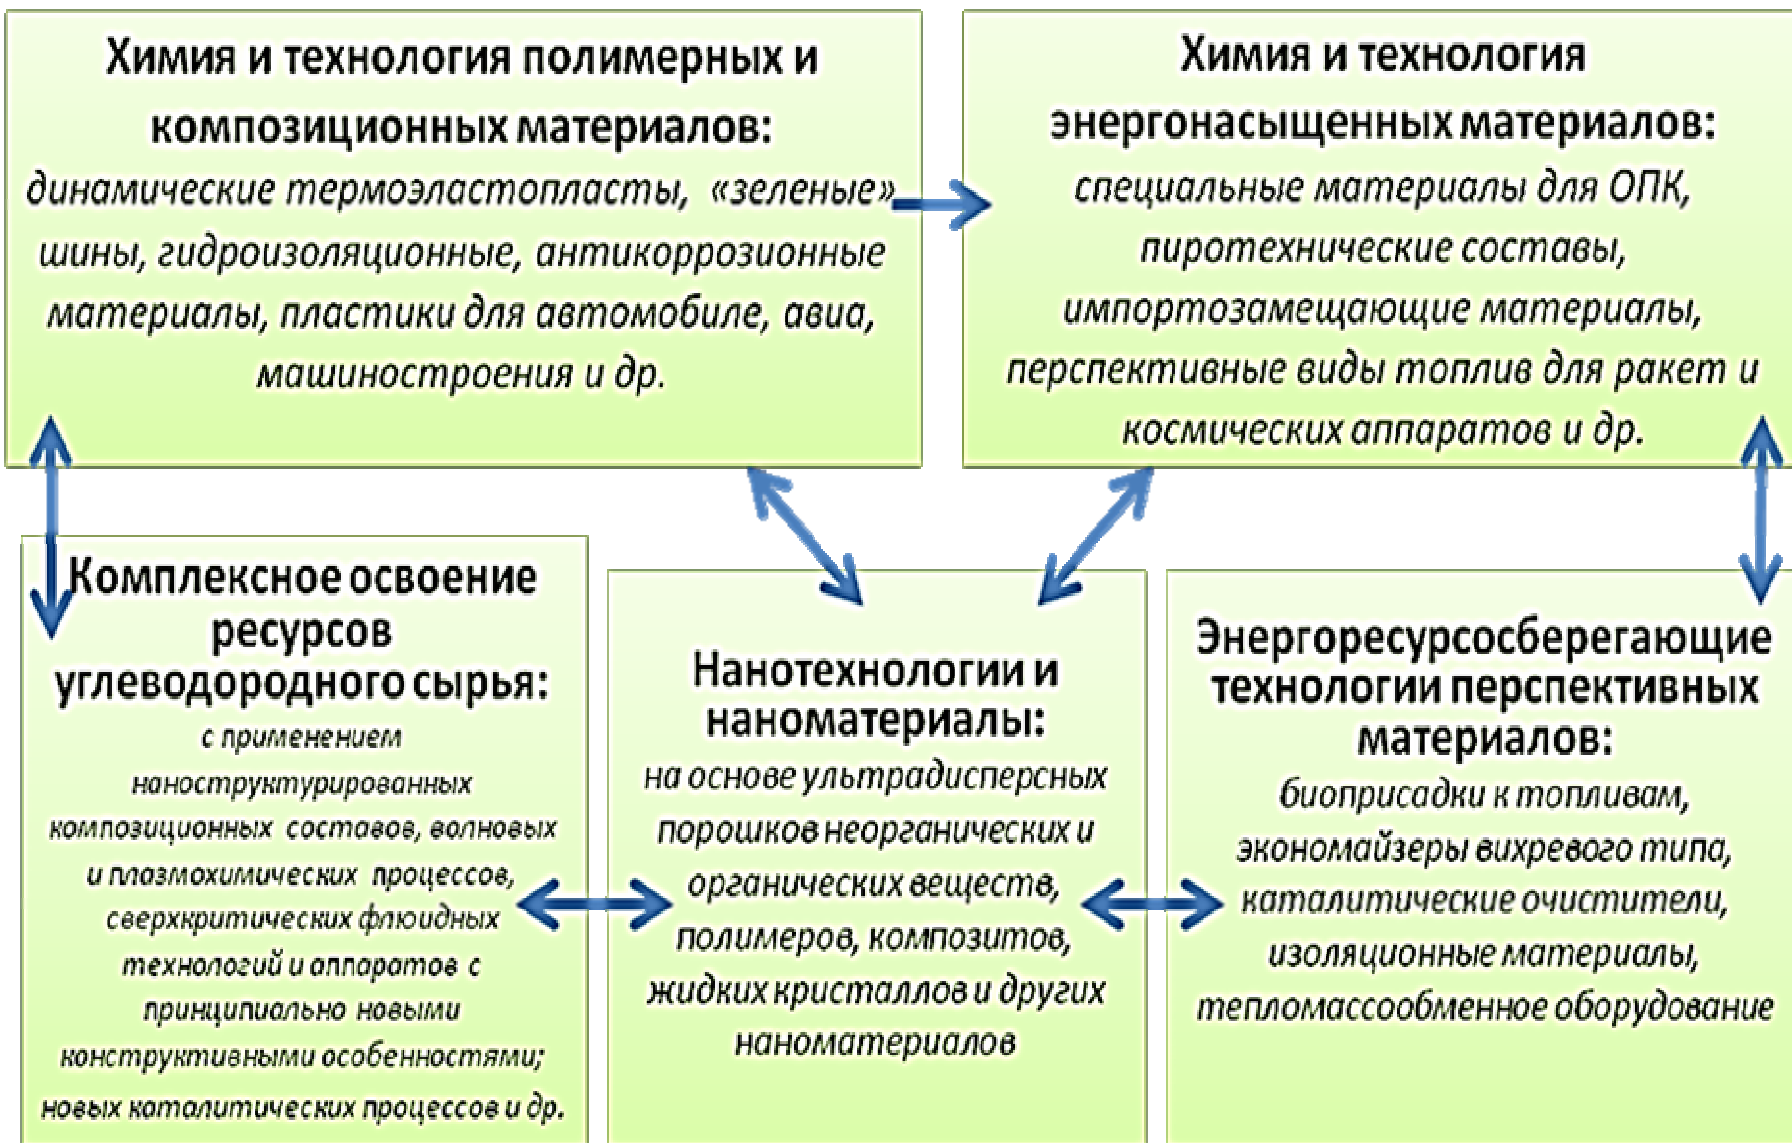 Химия и технология полимерных и
композиционных материалов:
динамические термоэластопласты, «зеленые»
шины, гидроизоляционные, антикоррозионные
материалы, пластики для автомобиле, авиа,
машиностроения и др.
Химия и технология
энергонасыщенных материалов:
специальные материалы для ОПК,
пиротехнические составы,
импортозамещающие материалы,
перспективные виды топлив для ракет и
космических аппаратов и др.
Комплексное освоение
ресурсов
углеводородного сырья:
с применением
наноструктурированных
композиционных составов, волновых
и плазмохимических процессов,
сверхкритических флюидных
технологий и аппаратов с
принципиально новыми
конструктивными особенностями;
новых каталитических процессов и др.
Нанотехнологии и
наноматериалы:
на основе ультрадисперсных
порошков неорганических и
органических веществ,
полимеров, композитов,
жидких кристаллов и других
наноматериалов
Энергоресурсосберегающие
технологии перспективных
материалов:
биоприсадки к топливам,
экономайзеры вихревого типа,
каталитические очистители,
изоляционные материалы,
тепломассообменное оборудование